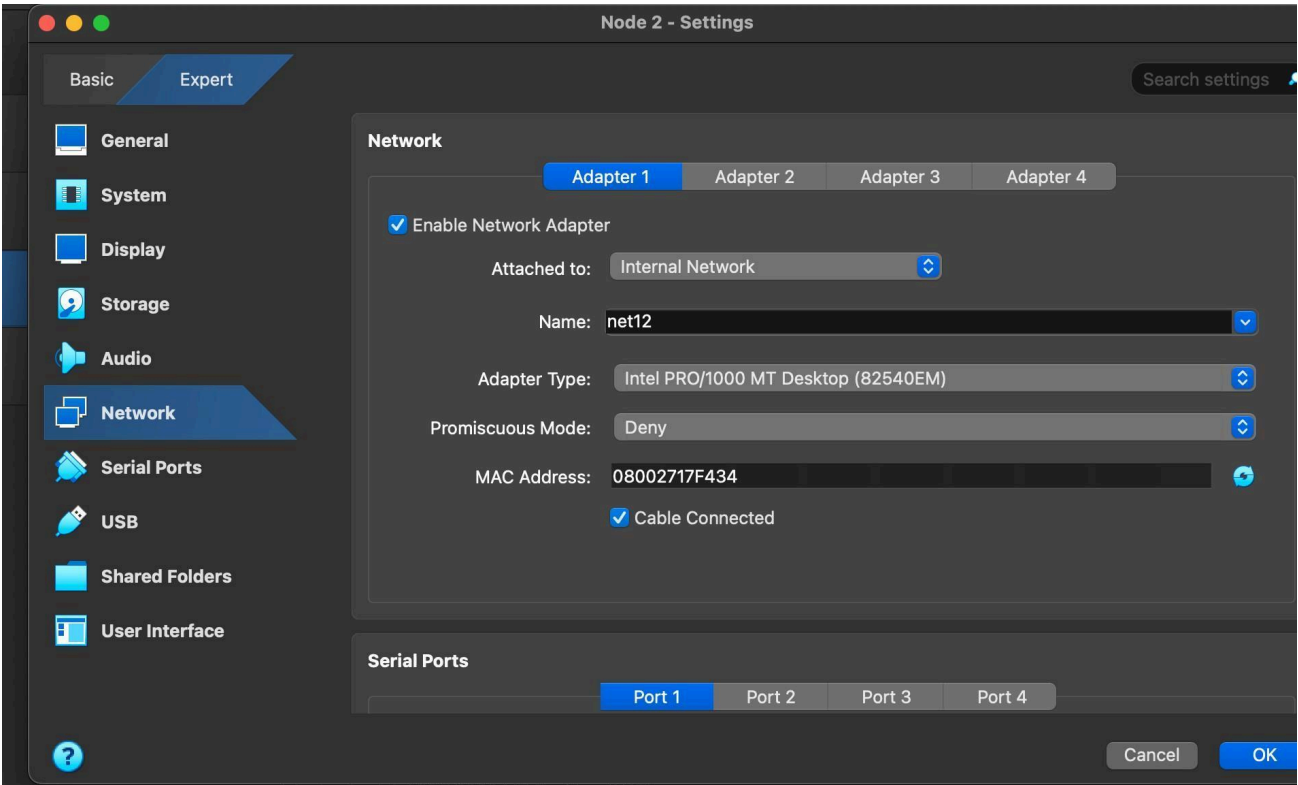 Node 2 - Settings
Basic Expert
Search settings
General
System
Display
Storage
Audio
Network
Serial Ports
USB
Shared Folders
User Interface
Network
Adapter 1 Adapter 2 Adapter 3 Adapter 4
Enable Network Adapter
Attached to: Internal Network
Name: net12
Adapter Type: Intel PRO/1000 MT Desktop (82540EM)
Promiscuous Mode: Deny
MAC Address: 08002717F434
Cable Connected
Serial Ports
Port 1 Port 2 Port 3 Port 4
?
Cancel OK